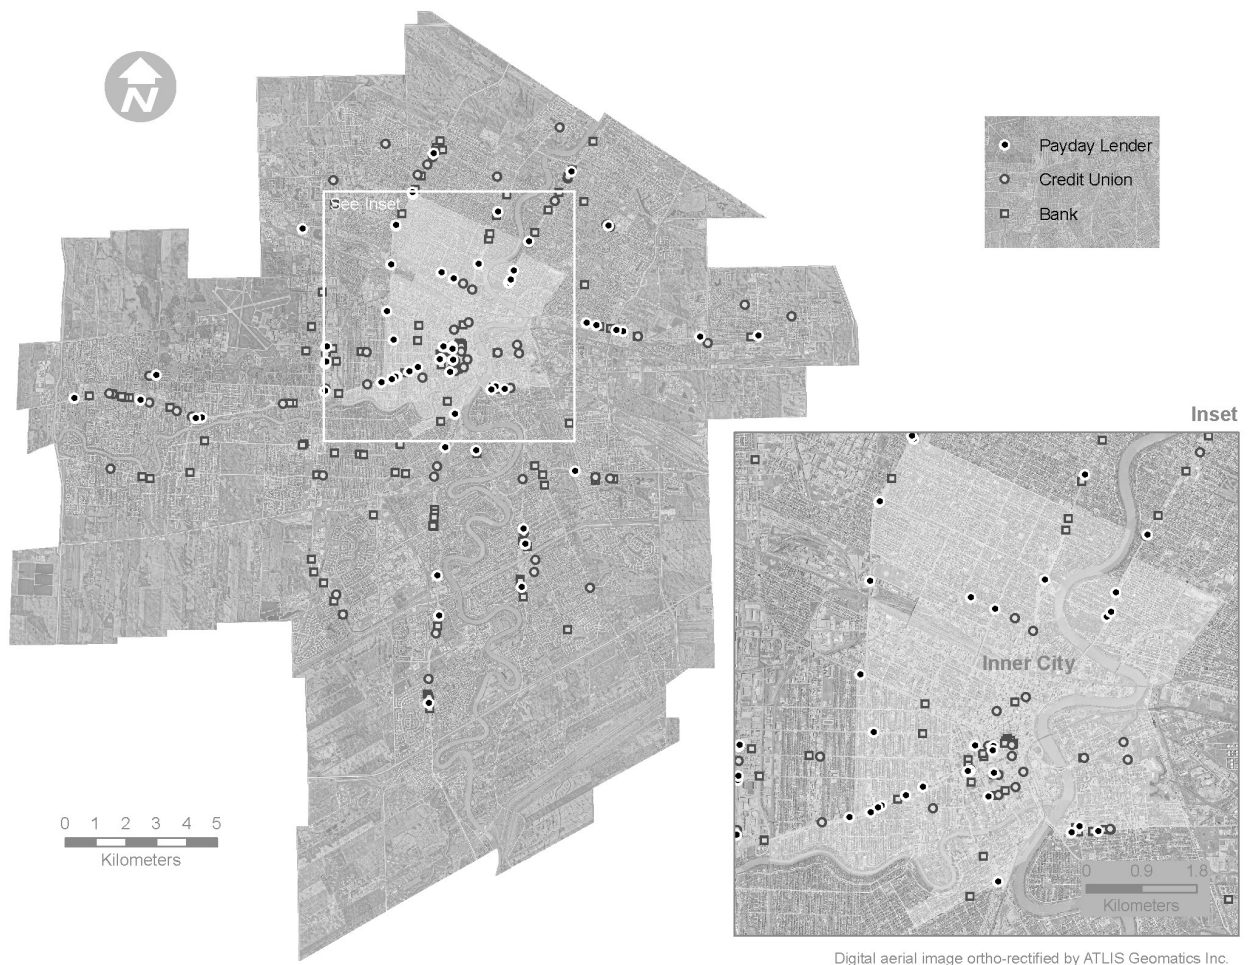 N
Payday Lender
Credit Union
Bank
See Inset
Inset
Inner City
0 1 2 3 4 5
Kilometers
0 0.9 1.8
Kilometers
Digital aerial image ortho-rectified by ATLIS Geomatics Inc.